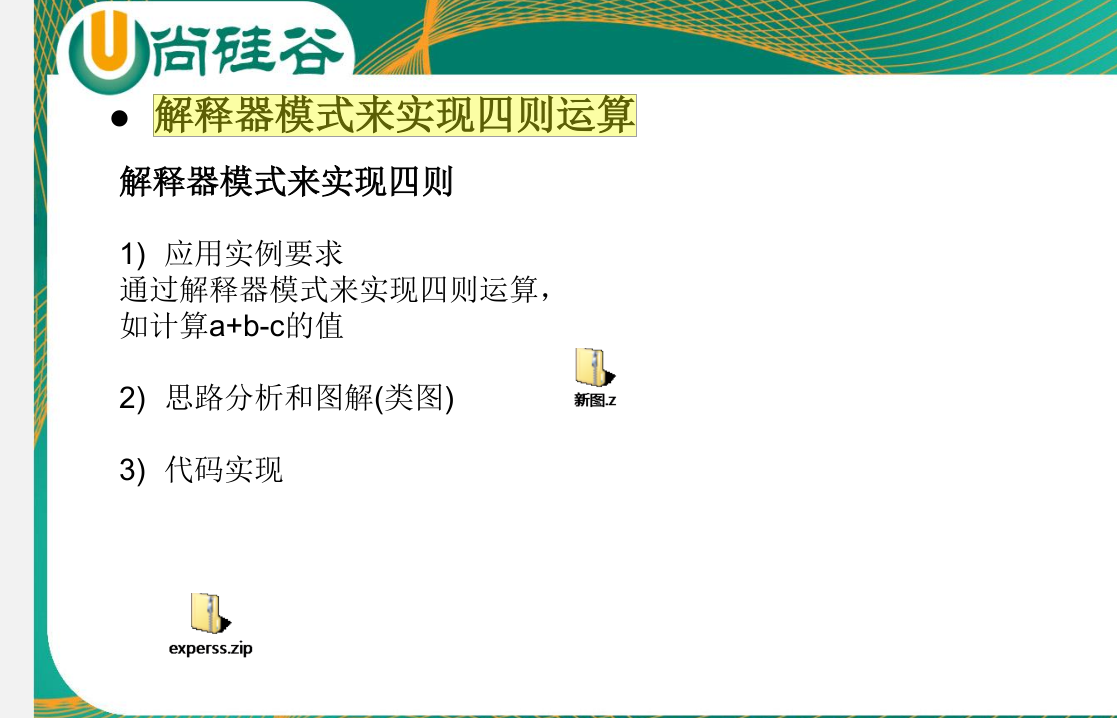 尚硅谷
解释器模式来实现四则运算
解释器模式来实现四则
1) 应用实例要求
通过解释器模式来实现四则运算，
如计算a+b-c的值
2) 思路分析和图解(类图)
新图.z
3) 代码实现
experss.zip